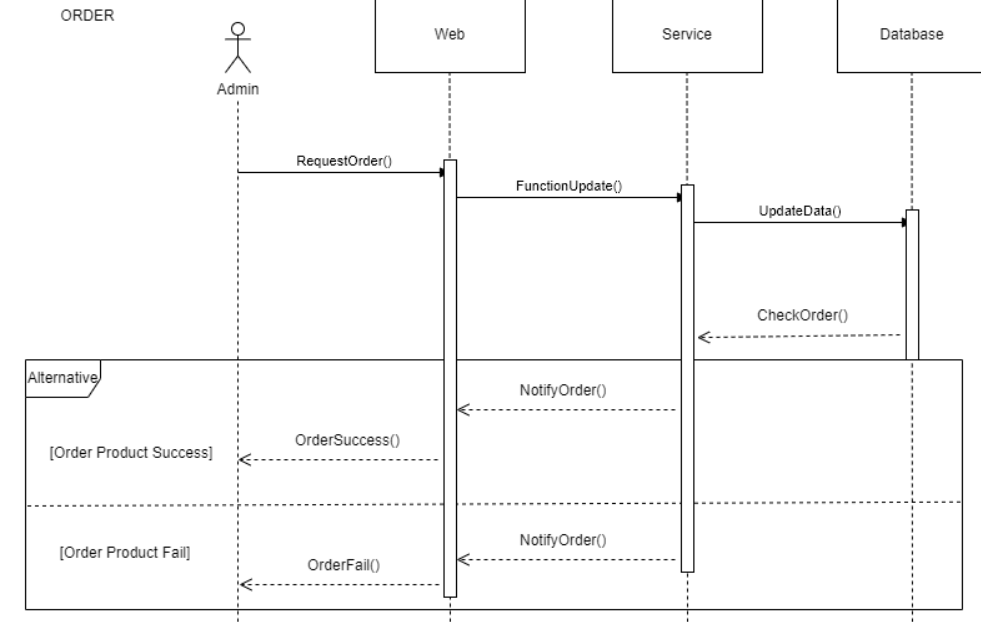 ORDER
Admin
Web
Service
Database
RequestOrder()
FunctionUpdate()
UpdateData()
CheckOrder()
Alternative
NotifyOrder()
OrderSuccess()
[Order Product Success]
NotifyOrder()
[Order Product Fail]
OrderFail()